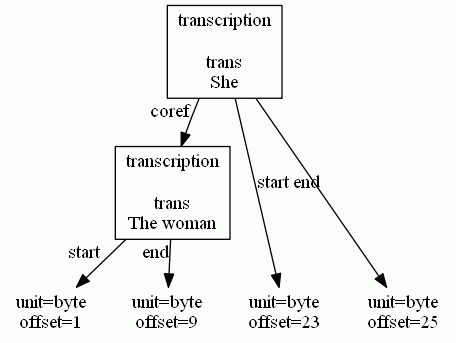 transcription
trans
She
coref
transcription
trans
The woman
start end
start
end
unit=byte
offset=1
unit=byte
offset=9
unit=byte
offset=23
unit=byte
offset=25